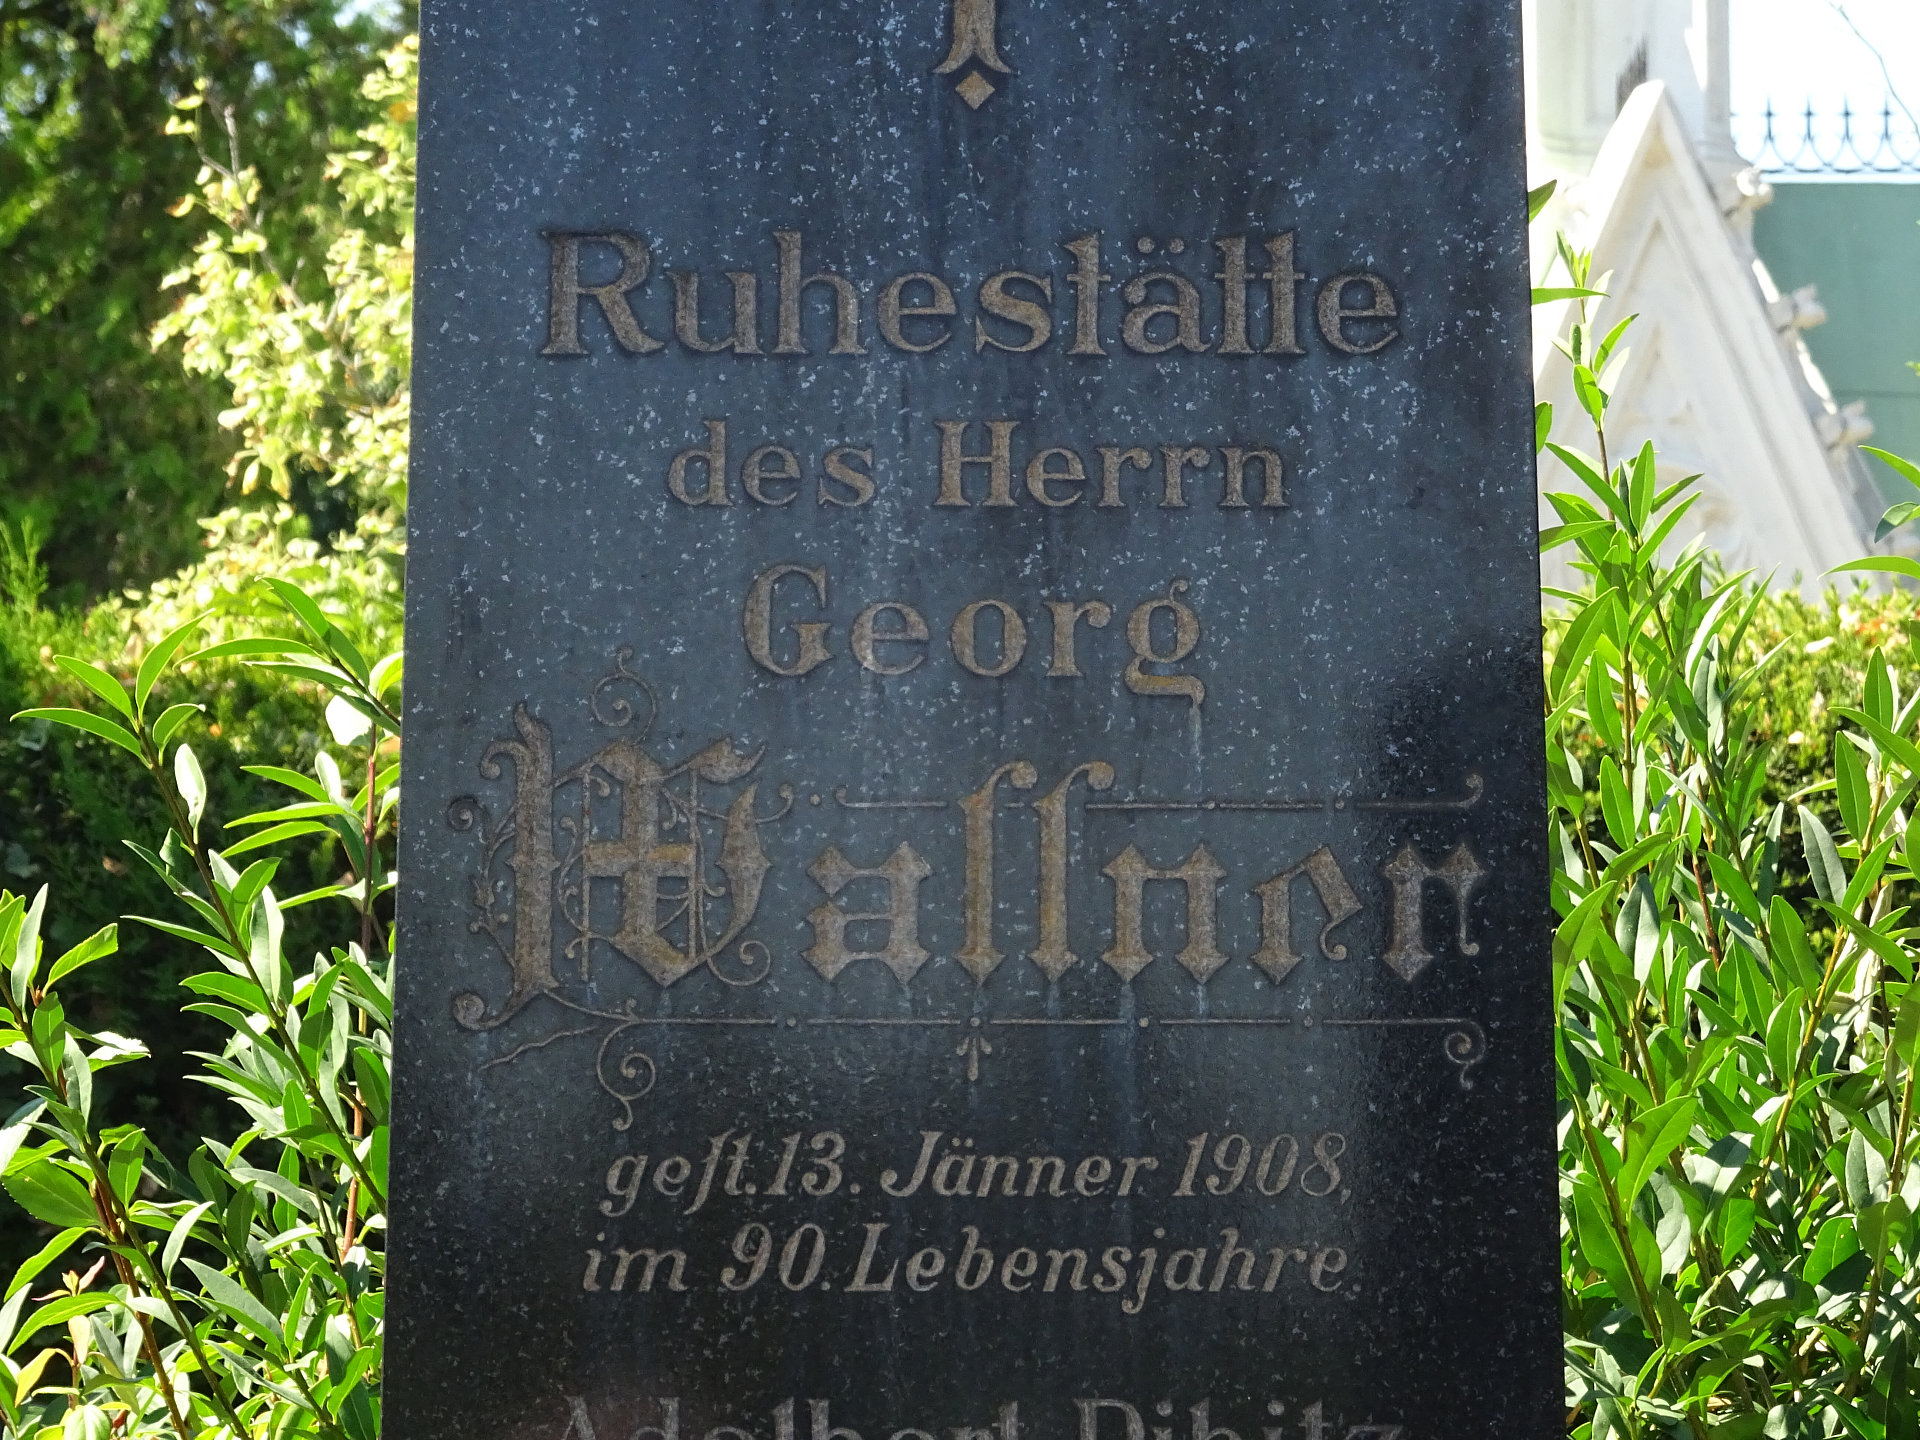 Ruhestätte
des Herrn
Georg
Waſſner
geſt. 13. Jänner 1908,
im 90. Lebensjahre.